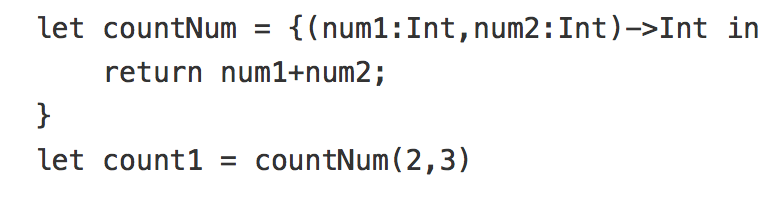 let countNum = {(num1:Int,num2:Int)->Int in
    return num1+num2;
}
let count1 = countNum(2,3)